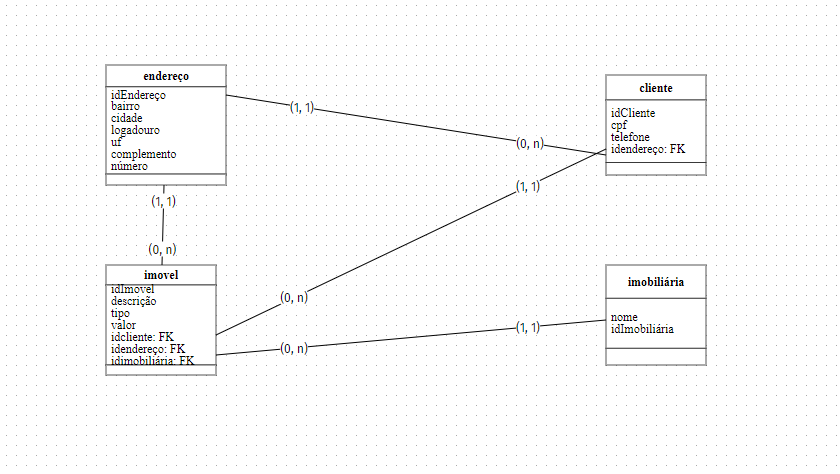 endereço
idEndereço
bairro
cidade
logadouro
uf
complemento
número
(1, 1)
(0, n)
cliente
idCliente
cpf
telefone
idendereço: FK
(1, 1)
(0, n)
(1, 1)
(0, n)
imovel
idImovel
descrição
tipo
valor
idcliente: FK
idendereço: FK
idimobiliária: FK
(0, n)
(1, 1)
imobiliária
nome
idImobiliária